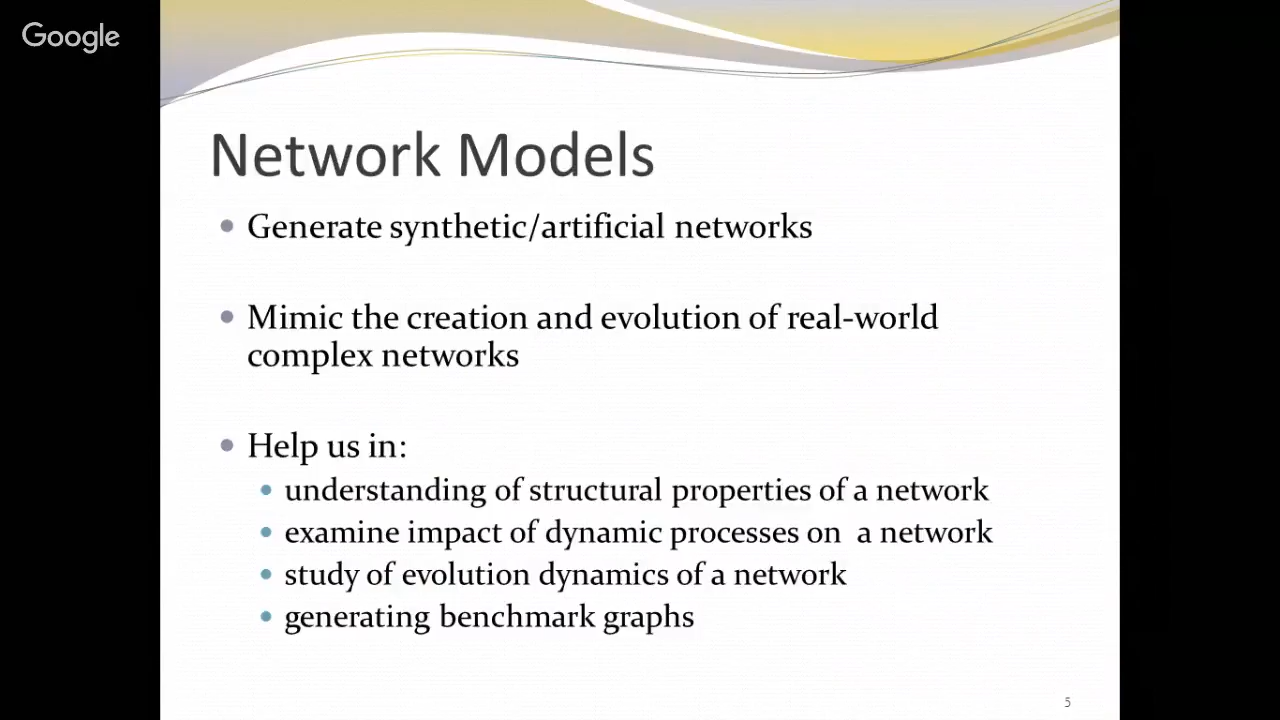 Google
Network Models
• Generate synthetic/artificial networks
• Mimic the creation and evolution of real-world
complex networks
• Help us in:
• understanding of structural properties of a network
• examine impact of dynamic processes on  a network
• study of evolution dynamics of a network
• generating benchmark graphs
5